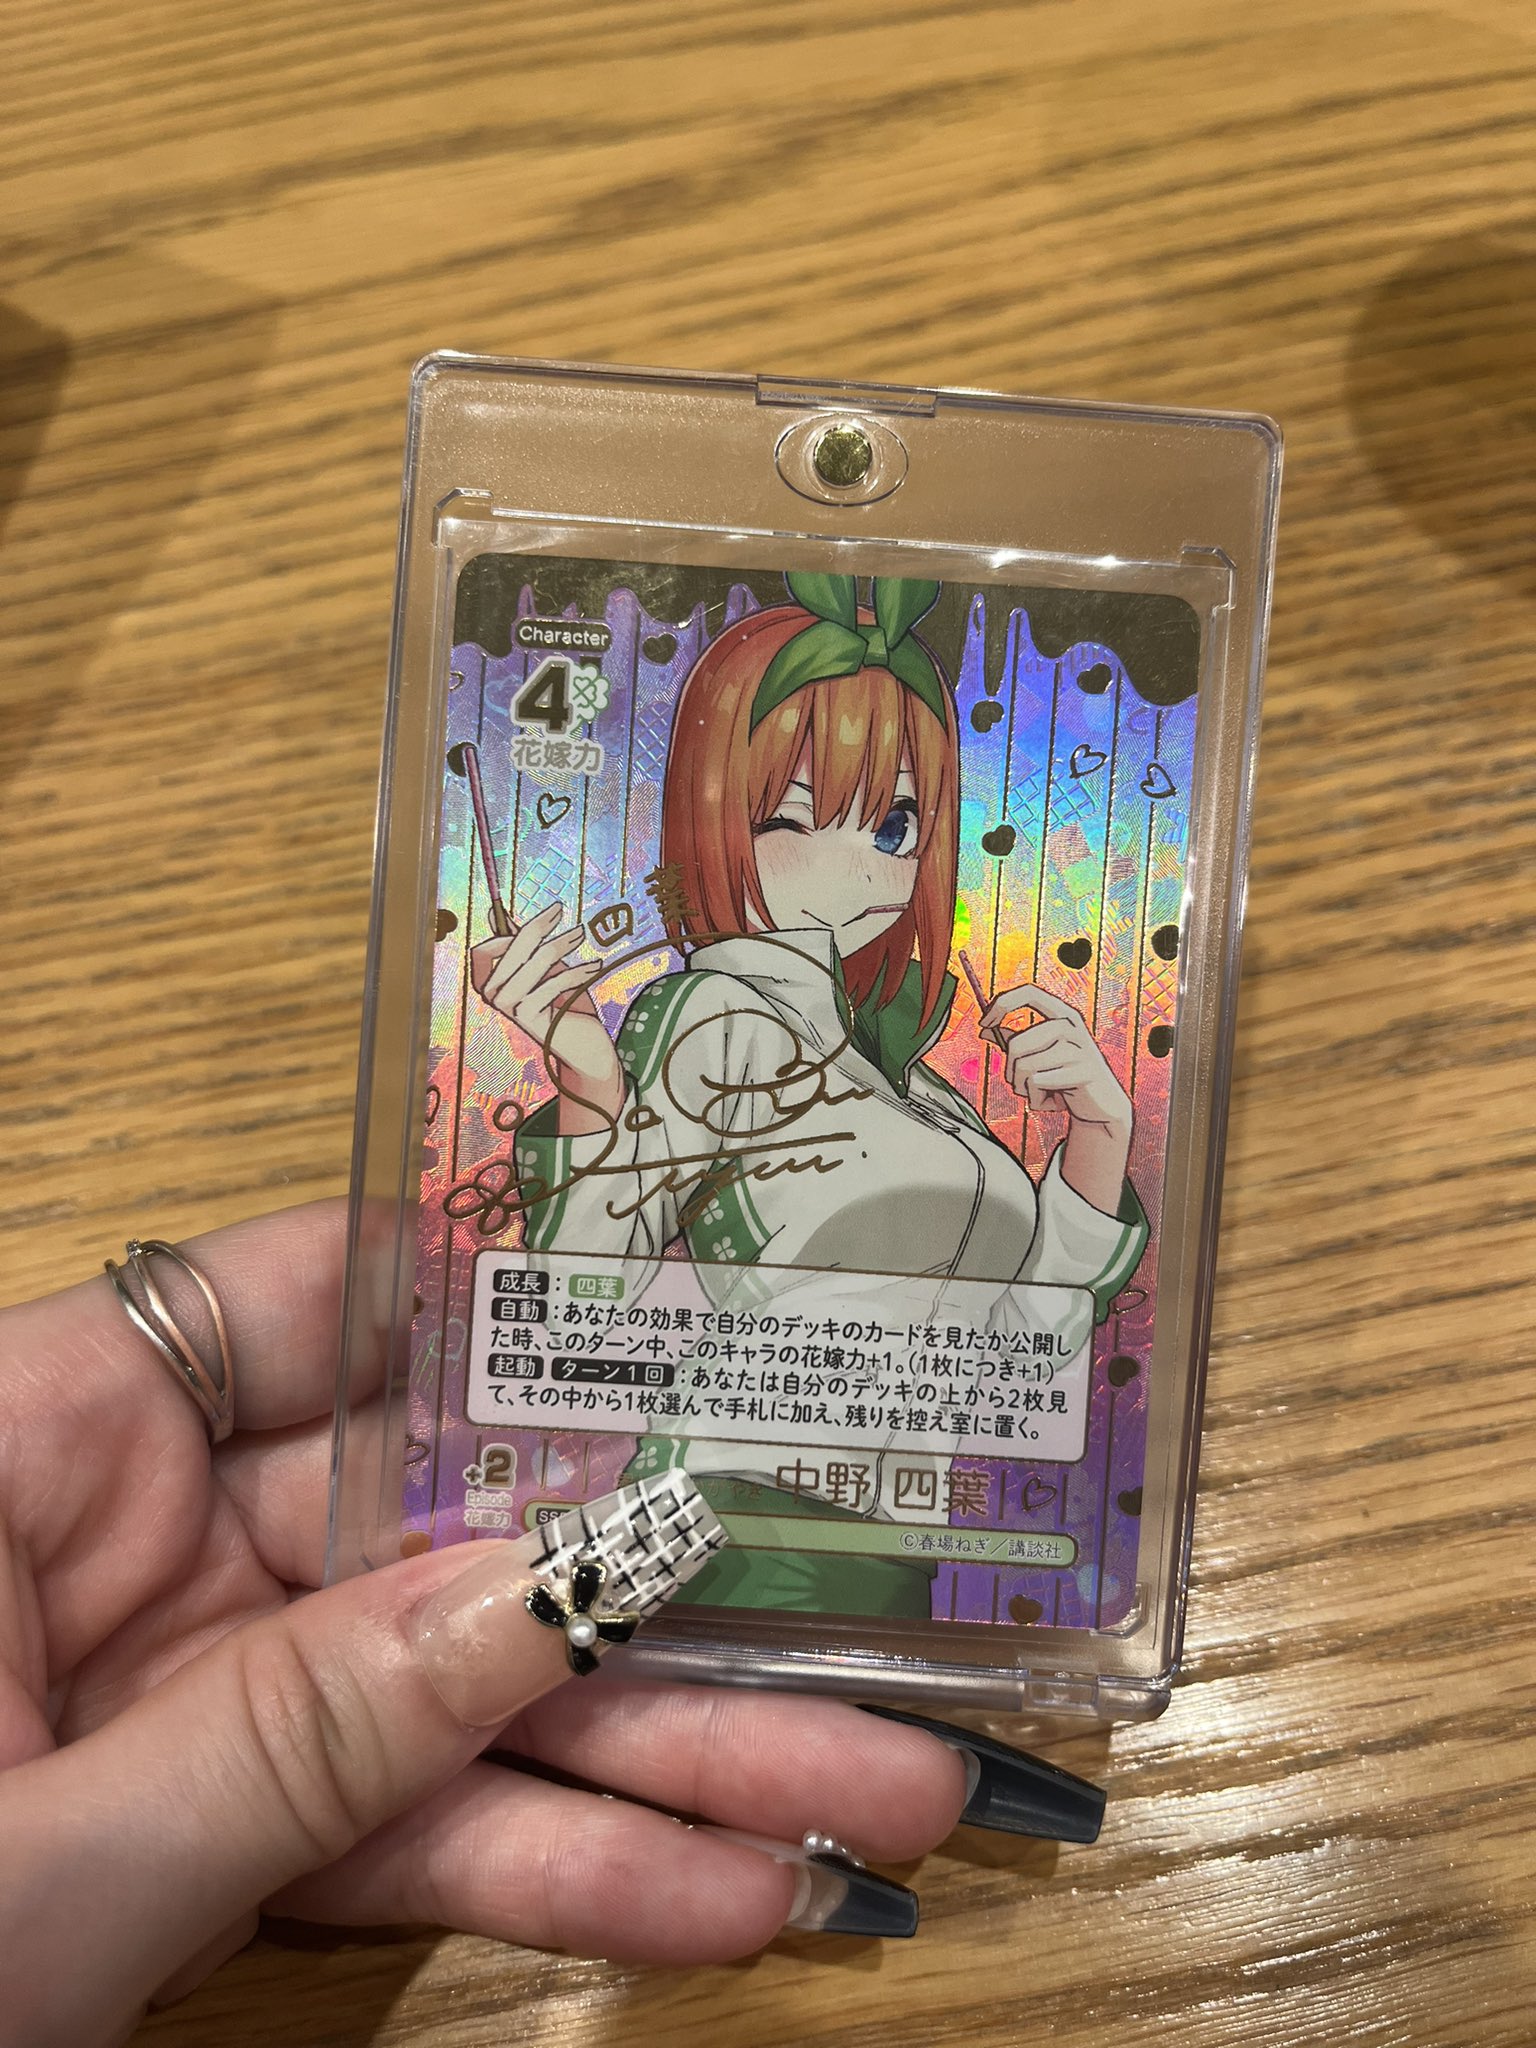 Character
4
花嫁力
四葉
成長：四葉
自動：あなたの効果で自分のデッキのカードを見たか公開し
た時、このターン中、このキャラの花嫁力+1。(1枚につき+1)
起動 ターン1回：あなたは自分のデッキの上から2枚見
て、その中から1枚選んで手札に加え、残りを控え室に置く。
+2
Episode
花嫁力
中野 四葉
©春場ねぎ／講談社